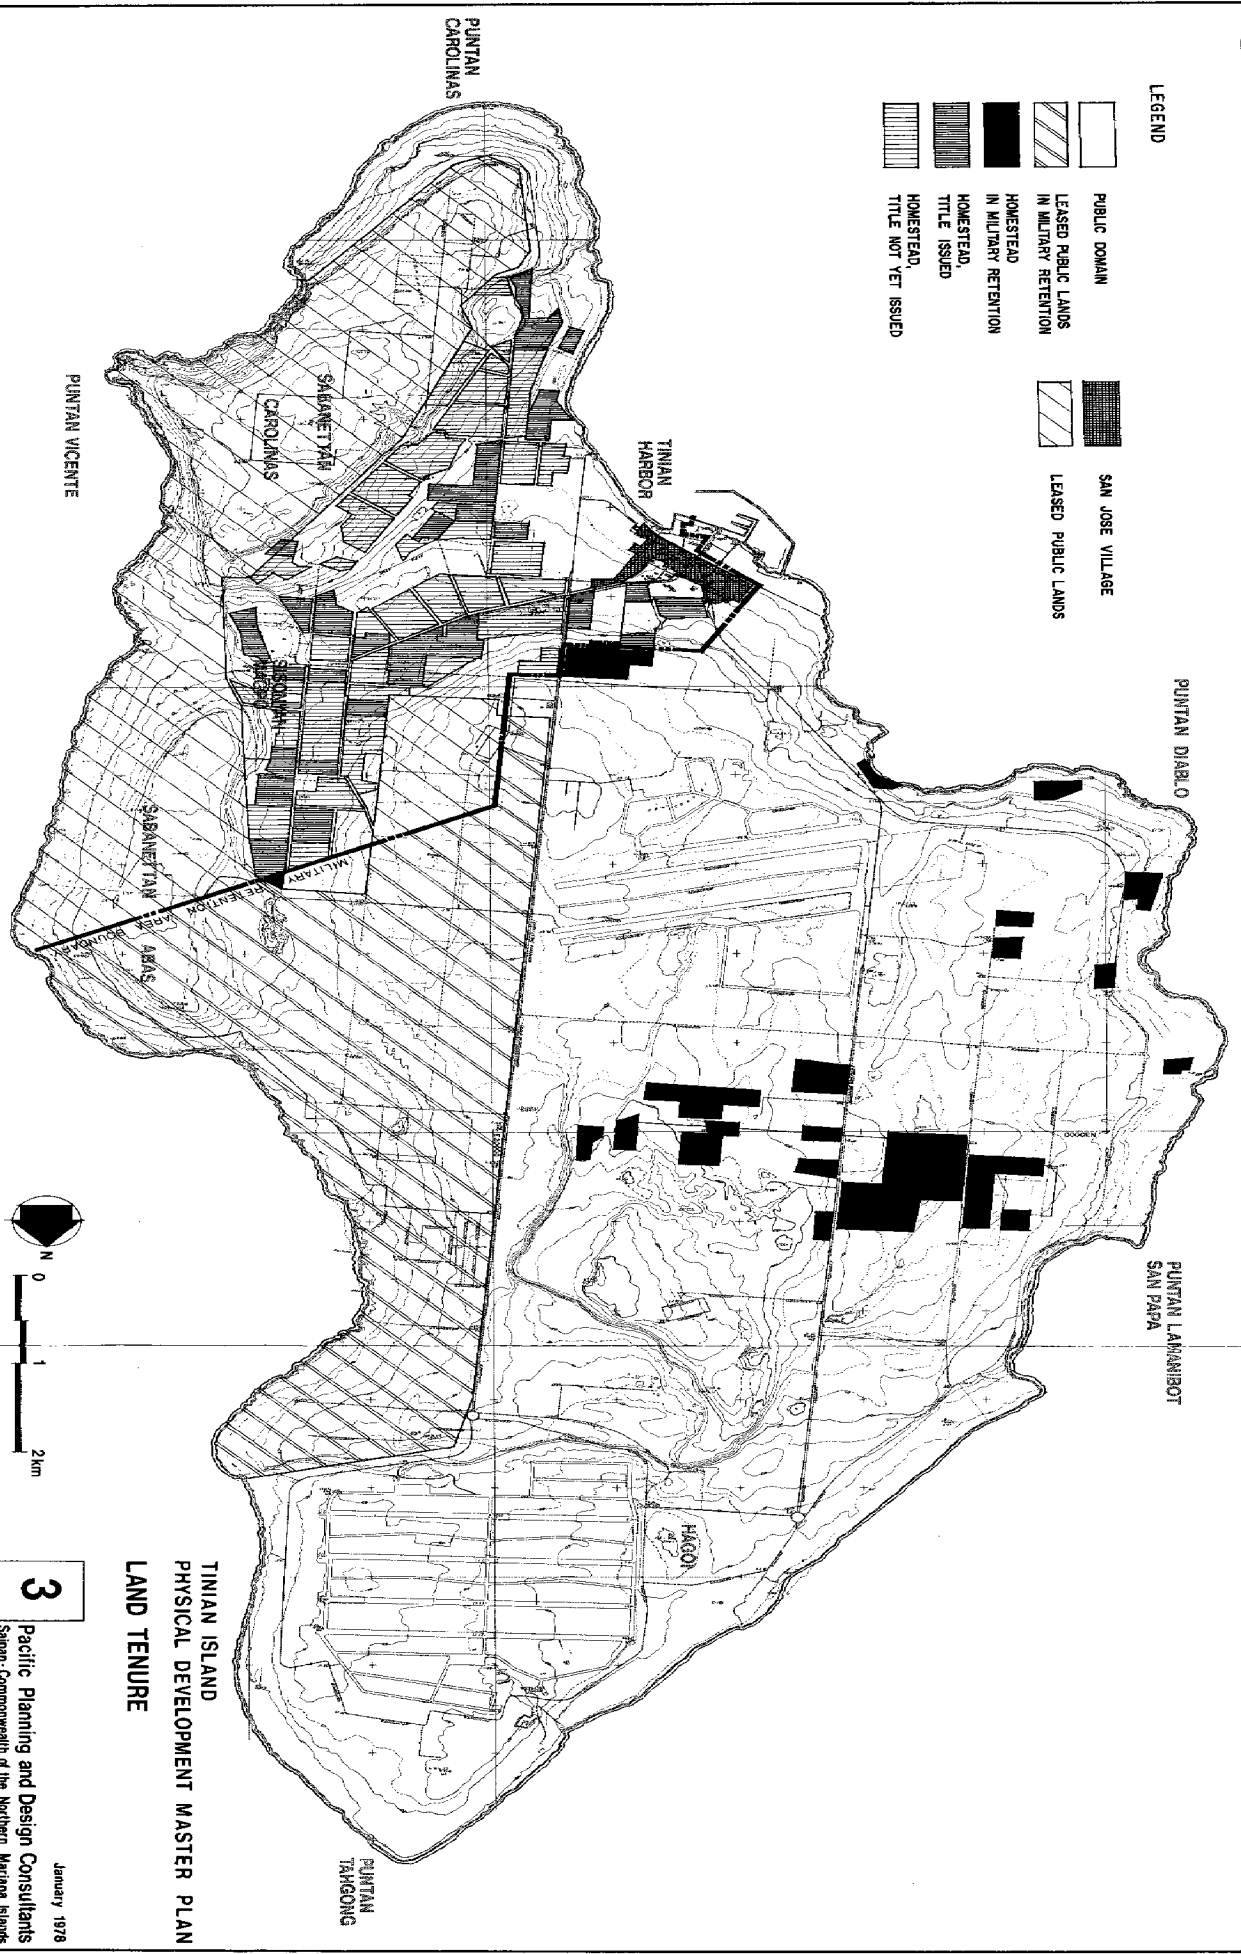 LEGEND
PUBLIC DOMAIN
LEASED PUBLIC LANDS
IN MILITARY RETENTION
HOMESTEAD
IN MILITARY RETENTION
HOMESTEAD,
TITLE ISSUED
HOMESTEAD,
TITLE NOT YET ISSUED
SAN JOSE VILLAGE
LEASED PUBLIC LANDS
PUNTAN
CAROLINAS
TINIAN
HARBOR
PUNTAN DIABLO
PUNTAN LAMANIBOT
SAN PAPA
PUNTAN VICENTE
SABANETTAN
CAROLINAS
SABANETTAN ABAS
MILITARY RETENTION AREA BOUNDARY
HAGOI
PUNTAN
TAHGONG
N
0 1 2km
TINIAN ISLAND
PHYSICAL DEVELOPMENT MASTER PLAN
LAND TENURE
January 1978
3
Pacific Planning and Design Consultants
Saipan: Commonwealth of the Northern Mariana Islands